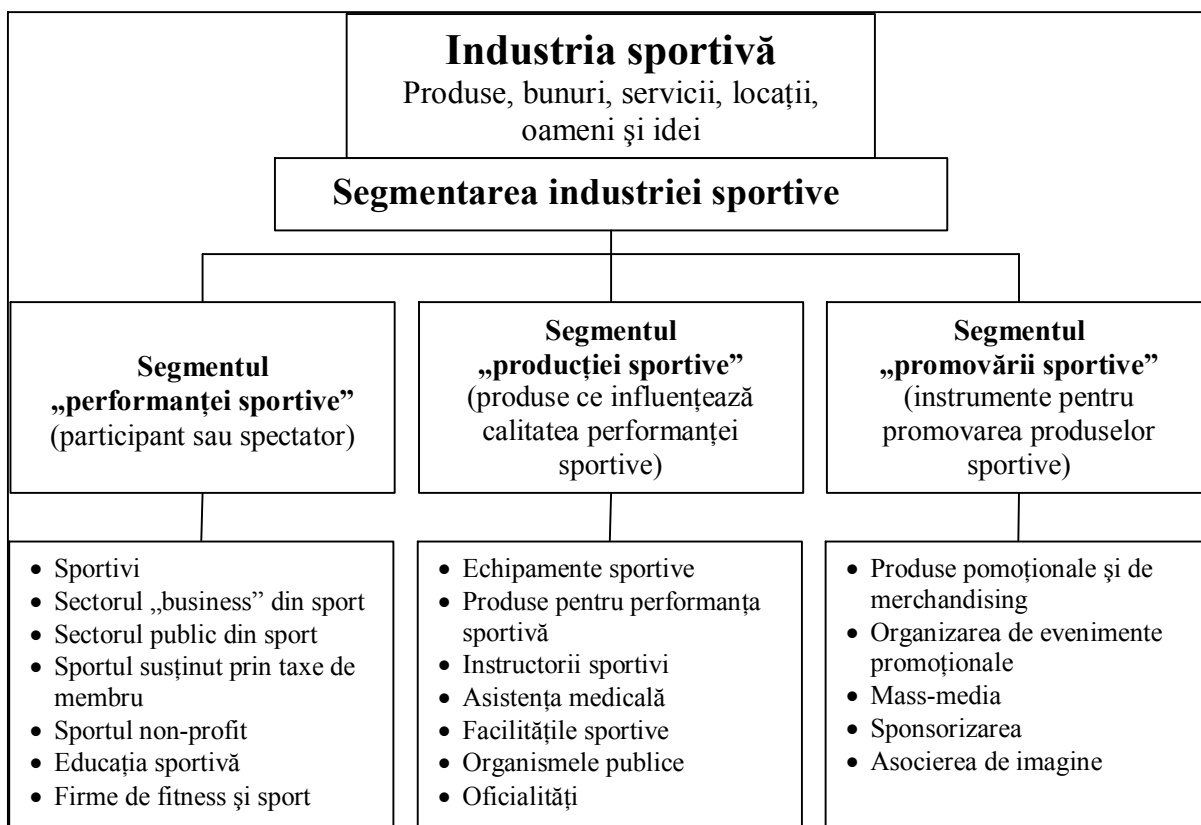 Industria sportivă
Produse, bunuri, servicii, locații,
oameni şi idei
Segmentarea industriei sportive
Segmentul
„performanței sportive”
(participant sau spectator)
Segmentul
„producției sportive”
(produse ce influențează
calitatea performanței
sportive)
Segmentul
„promovării sportive”
(instrumente pentru
promovarea produselor
sportive)
• Sportivi
• Sectorul „business” din sport
• Sectorul public din sport
• Sportul susținut prin taxe de
membru
• Sportul non-profit
• Educația sportivă
• Firme de fitness şi sport
• Echipamente sportive
• Produse pentru performanța
sportivă
• Instructorii sportivi
• Asistența medicală
• Facilitățile sportive
• Organismele publice
• Oficialități
• Produse pomoționale şi de
merchandising
• Organizarea de evenimente
promoționale
• Mass-media
• Sponsorizarea
• Asocierea de imagine